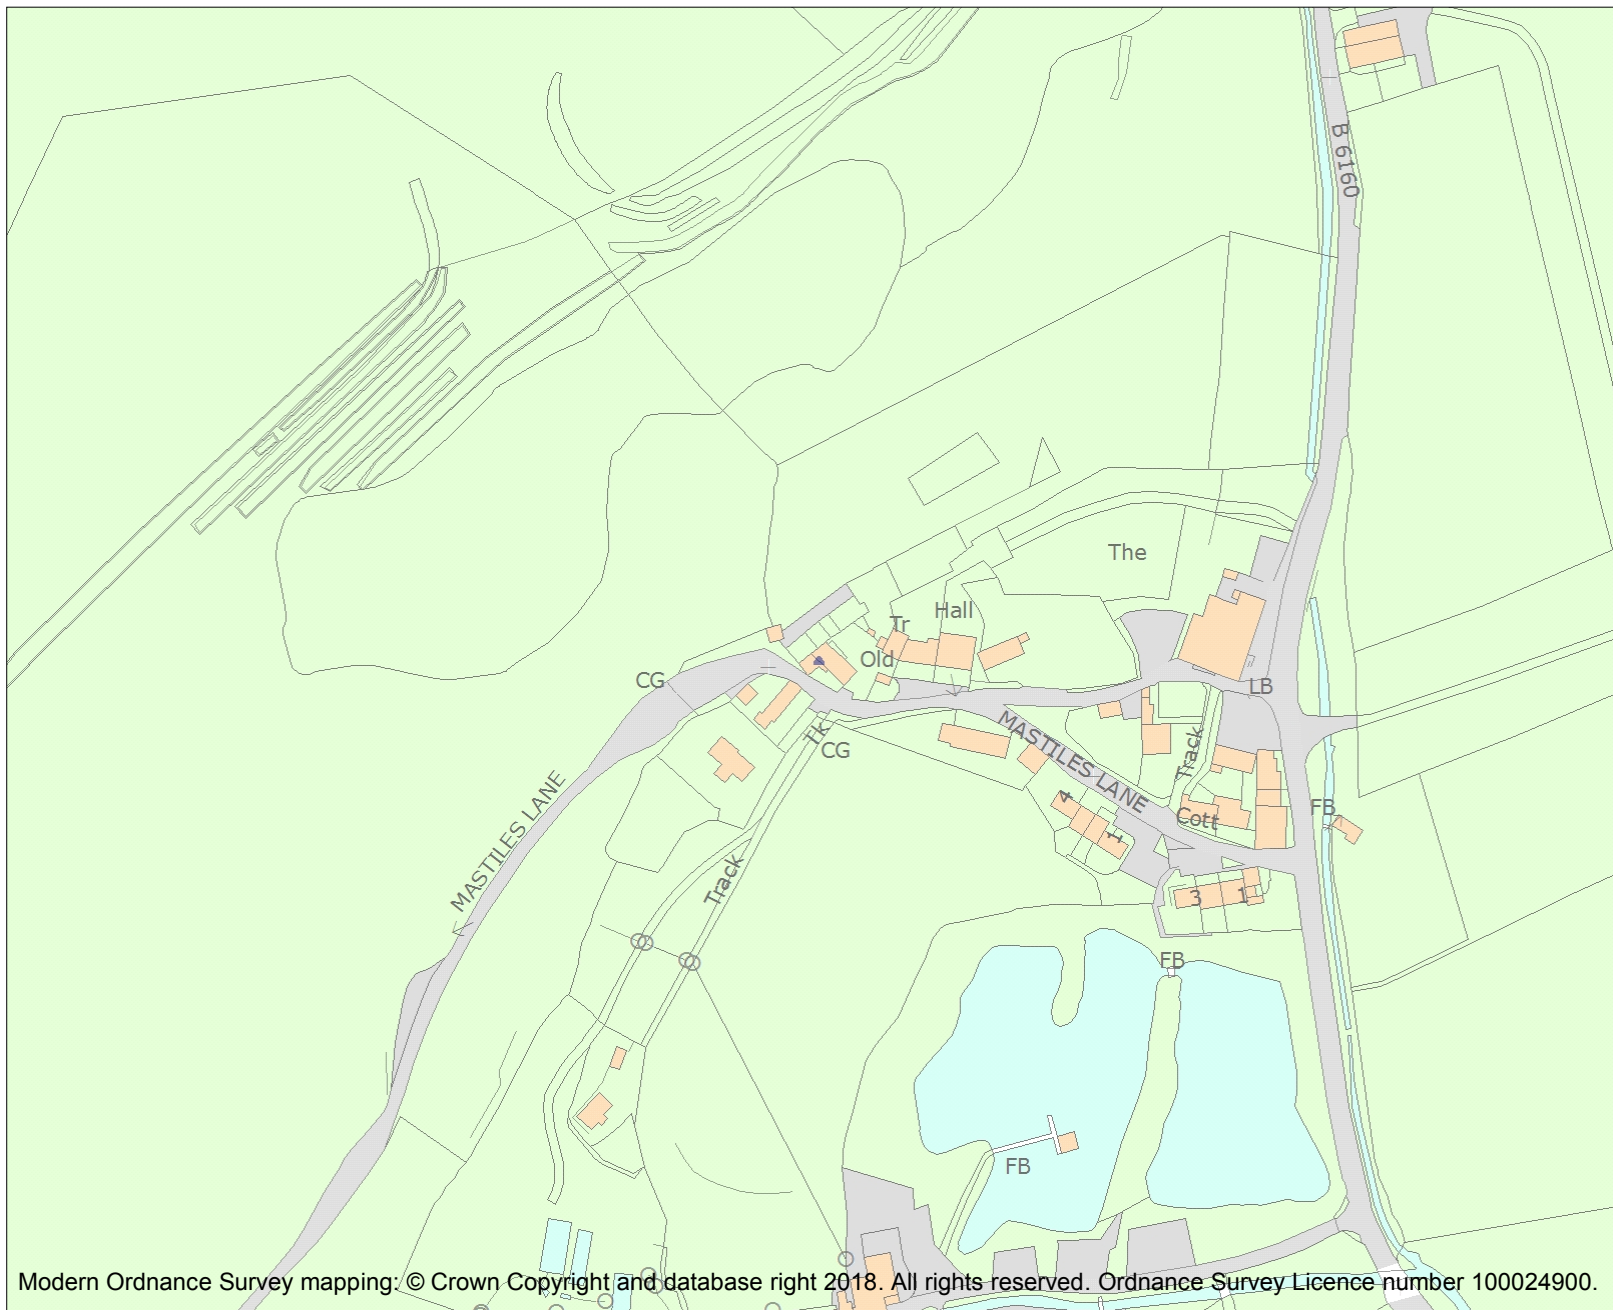 B 6160
The
Hall
Tr
Old
CG
LB
Tk
CG
MASTILES LANE
Track
MASTILES LANE
4
1
Cott
FB
Track
3
1
FB
FB
Modern Ordnance Survey mapping: © Crown Copyright and database right 2018. All rights reserved. Ordnance Survey Licence number 100024900.